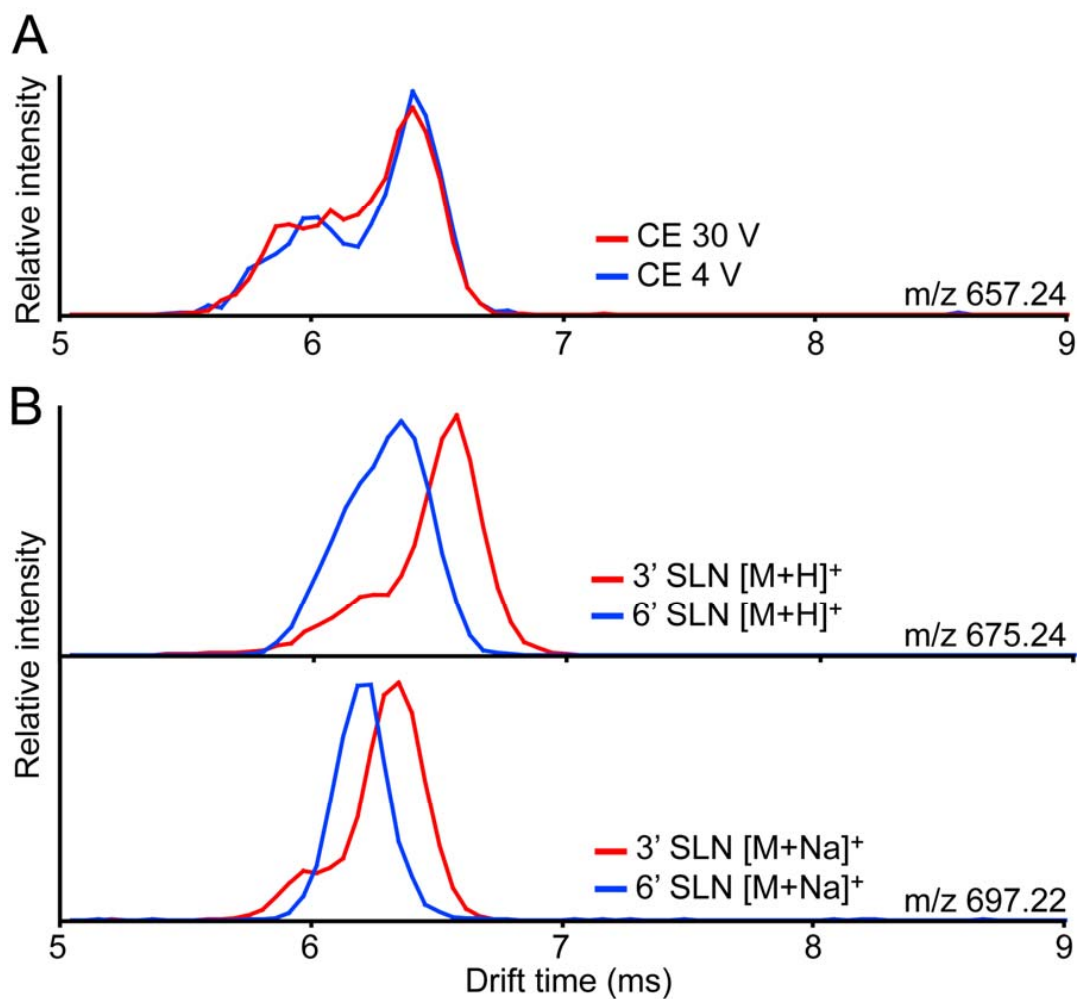 A
Relative intensity
CE 30 V
CE 4 V
m/z 657.24
5 6 7 8 9
B
Relative intensity
3’ SLN [M+H]+
6’ SLN [M+H]+
m/z 675.24
3’ SLN [M+Na]+
6’ SLN [M+Na]+
m/z 697.22
5 6 7 8 9
Drift time (ms)